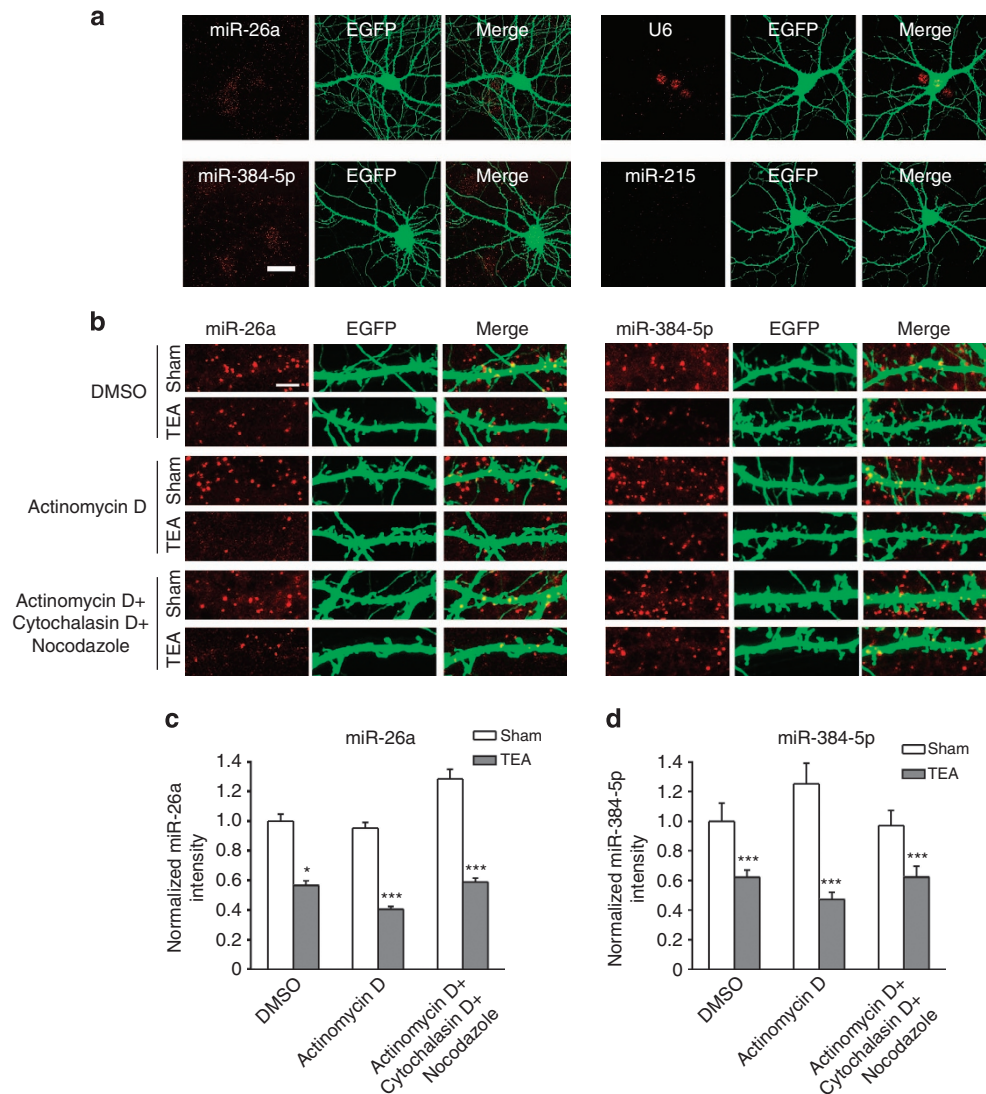 a
miR-26a EGFP Merge U6 EGFP Merge
miR-384-5p EGFP Merge miR-215 EGFP Merge
b
miR-26a EGFP Merge miR-384-5p EGFP Merge
DMSO
Sham
TEA
Actinomycin D
Sham
TEA
Actinomycin D+
Cytochalasin D+
Nocodazole
Sham
TEA
c
miR-26a
Sham
TEA
Normalized miR-26a
intensity
1.4
1.2
1.0
0.8
0.6
0.4
0.2
0
*
***
***
DMSO
Actinomycin D
Actinomycin D+
Cytochalasin D+
Nocodazole
d
miR-384-5p
Sham
TEA
Normalized miR-384-5p
intensity
1.4
1.2
1.0
0.8
0.6
0.4
0.2
0
***
***
***
DMSO
Actinomycin D
Actinomycin D+
Cytochalasin D+
Nocodazole